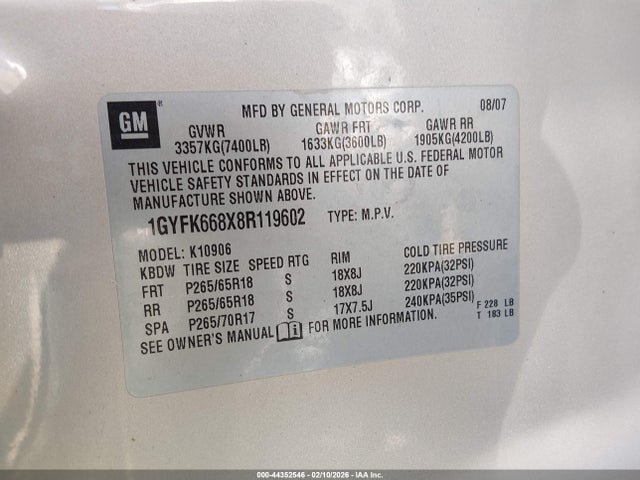 GM
MFD BY GENERAL MOTORS CORP. 08/07
GVWR GAWR FRT GAWR RR
3357KG(7400LB) 1633KG(3600LB) 1905KG(4200LB)
THIS VEHICLE CONFORMS TO ALL APPLICABLE U.S. FEDERAL MOTOR
VEHICLE SAFETY STANDARDS IN EFFECT ON THE DATE OF
MANUFACTURE SHOWN ABOVE.
1GYFK668X8R119602 TYPE: M.P.V.
MODEL: K10906
KBDW TIRE SIZE SPEED RTG RIM COLD TIRE PRESSURE
FRT P265/65R18 S 18X8J 220KPA(32PSI)
RR P265/65R18 S 18X8J 220KPA(32PSI)
SPA P265/70R17 S 17X7.5J 240KPA(35PSI)
SEE OWNER'S MANUAL FOR MORE INFORMATION.
F 228 LB
T 183 LB
000-44352546 - 02/10/2026 - IAA Inc.